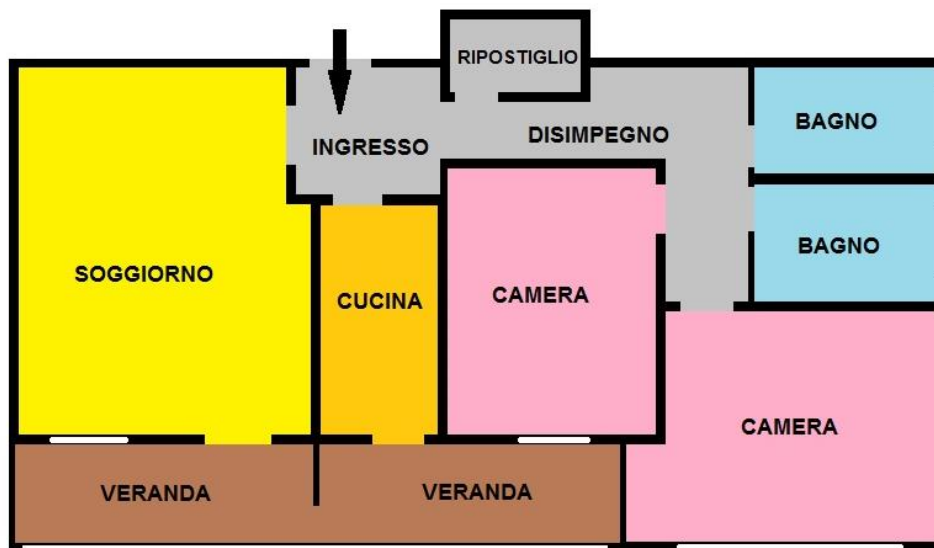 RIPOSTIGLIO
BAGNO
DISIMPEGNO
INGRESSO
BAGNO
SOGGIORNO
CAMERA
CUCINA
CAMERA
VERANDA
VERANDA